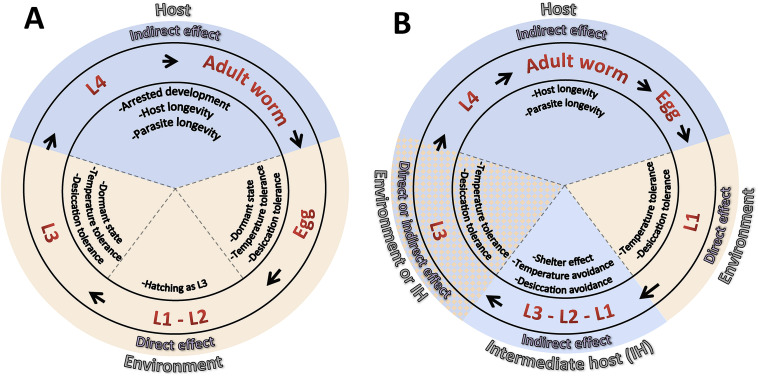 A
Host
Indirect effect
L4
Adult worm
-Arrested development
-Host longevity
-Parasite longevity
L3
-Dormant state
-Temperature tolerance
-Desiccation tolerance
-Dormant state
-Temperature tolerance
-Desiccation tolerance
Egg
-Hatching as L3
L1 - L2
Direct effect
Environment
B
Host
Indirect effect
L4
Adult worm
Egg
-Host longevity
-Parasite longevity
Environment or IH
Direct or indirect effect
L3
-Temperature tolerance
-Desiccation tolerance
-Temperature tolerance
-Desiccation tolerance
L1
Direct effect
Environment
-Shelter effect
-Temperature avoidance
-Desiccation avoidance
L3 - L2 - L1
Indirect effect
Intermediate host (IH)